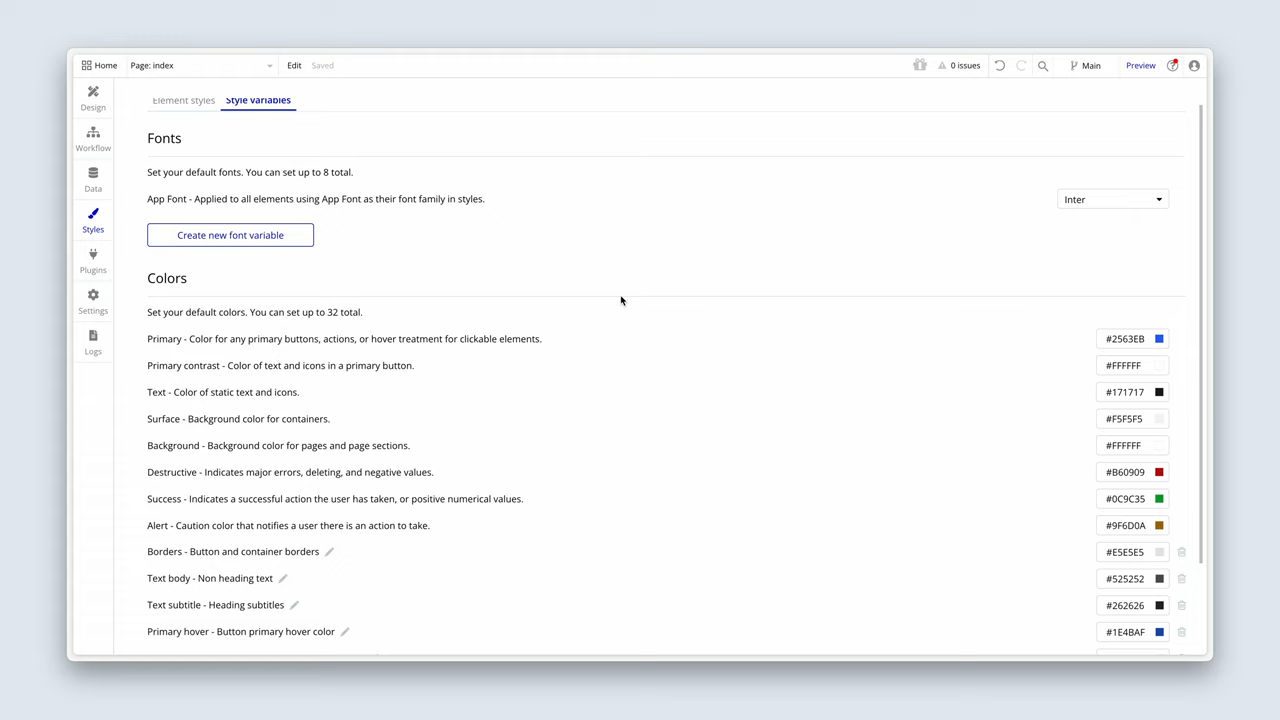 Home
Page: index
Edit
Saved
0 issues
Main
Preview
Design
Workflow
Data
Styles
Plugins
Settings
Logs
Element styles
Style variables
Fonts
Set your default fonts. You can set up to 8 total.
App Font - Applied to all elements using App Font as their font family in styles.
Inter
Create new font variable
Colors
Set your default colors. You can set up to 32 total.
Primary - Color for any primary buttons, actions, or hover treatment for clickable elements.
#2563EB
Primary contrast - Color of text and icons in a primary button.
#FFFFFF
Text - Color of static text and icons.
#171717
Surface - Background color for containers.
#F5F5F5
Background - Background color for pages and page sections.
#FFFFFF
Destructive - Indicates major errors, deleting, and negative values.
#B60909
Success - Indicates a successful action the user has taken, or positive numerical values.
#0C9C35
Alert - Caution color that notifies a user there is an action to take.
#9F6D0A
Borders - Button and container borders
#E5E5E5
Text body - Non heading text
#525252
Text subtitle - Heading subtitles
#262626
Primary hover - Button primary hover color
#1E4BAF